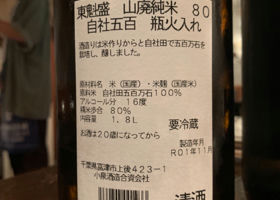 東魁盛　山廃純米　８０
自社五百　瓶火入れ
酒造りは米作りからと自社田で五百万石を
栽培し、醸しました。
原材料名　米（国産）・米麹（国産米）
原料米　自社田五百万石１００％
アルコール分　１６度
精米歩合　８０％
内容量　１．８Ｌ
要冷蔵
お酒は２０歳になってから
製造年月
Ｒ０１年１１月
千葉県富津市上後４２３－１
小泉酒造合資会社
清酒